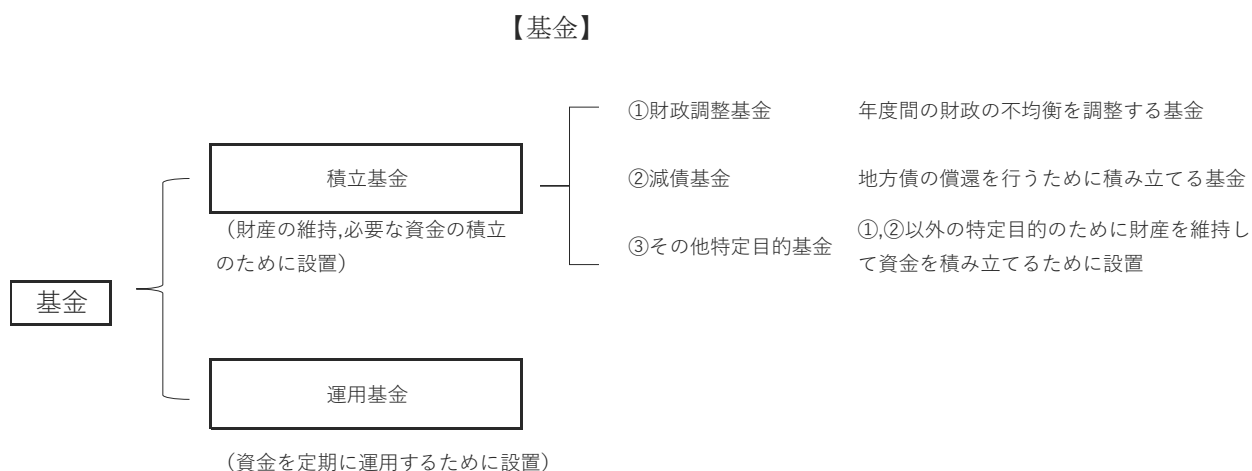 【基金】
①財政調整基金 年度間の財政の不均衡を調整する基金
積立基金
②減債基金 地方債の償還を行うために積み立てる基金
（財産の維持,必要な資金の積立
のために設置）
③その他特定目的基金
①,②以外の特定目的のために財産を維持し
て資金を積み立てるために設置
基金
運用基金
（資金を定期に運用するために設置）